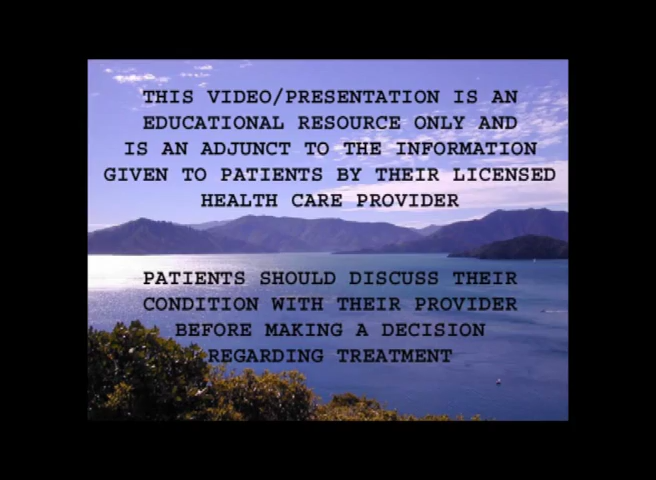 THIS VIDEO/PRESENTATION IS AN
EDUCATIONAL RESOURCE ONLY AND
IS AN ADJUNCT TO THE INFORMATION
GIVEN TO PATIENTS BY THEIR LICENSED
HEALTH CARE PROVIDER
PATIENTS SHOULD DISCUSS THEIR
CONDITION WITH THEIR PROVIDER
BEFORE MAKING A DECISION
REGARDING TREATMENT